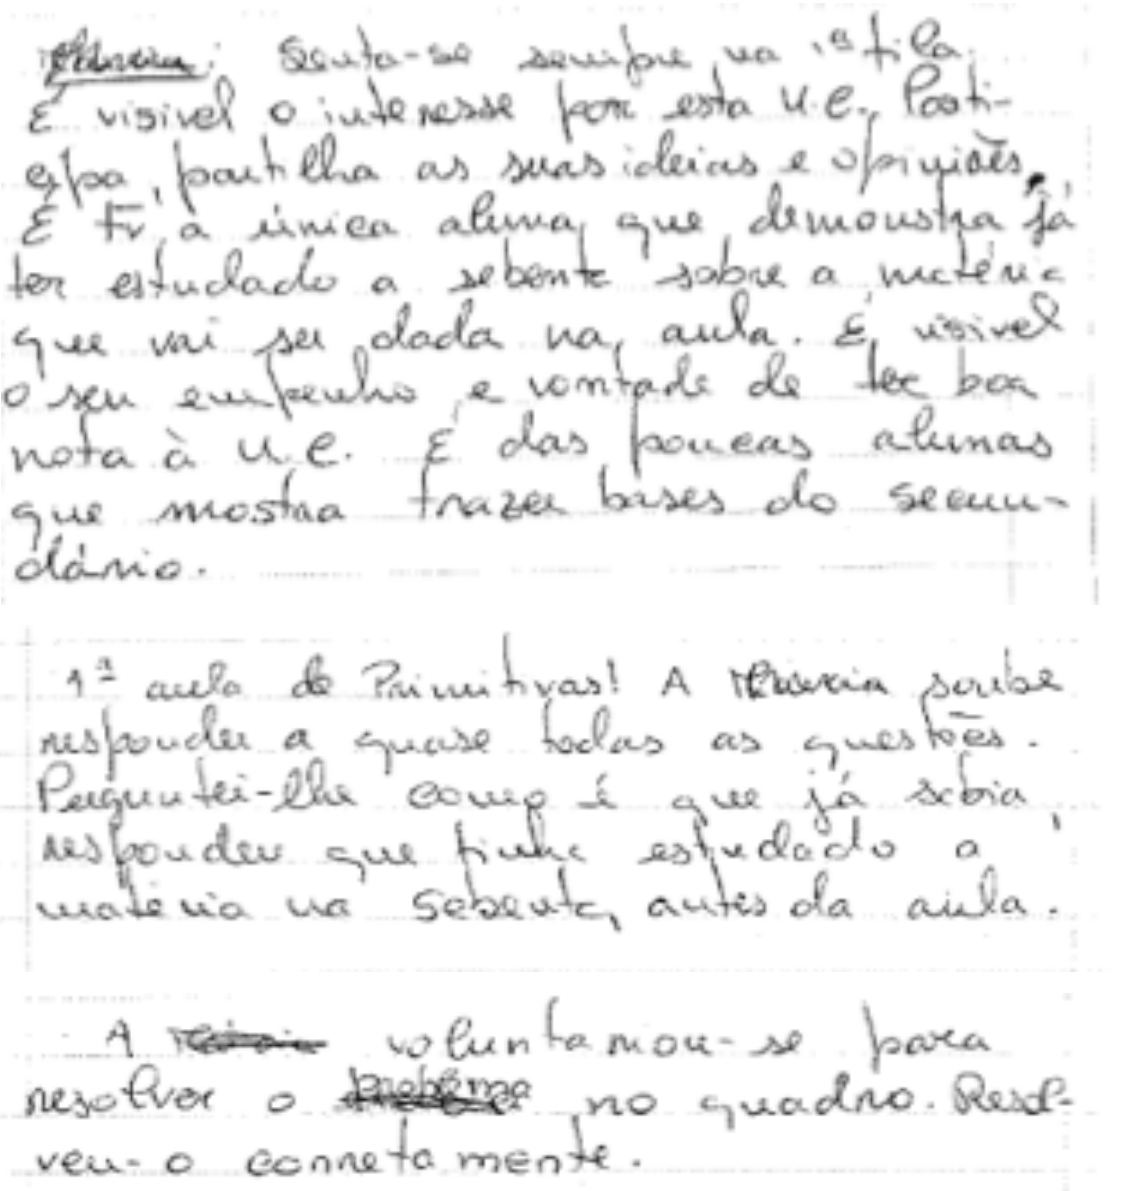 : Senta-se sempre na 1ª fila.
É visivel o interesse por esta U.C., Parti-
cipa, partilha as suas ideias e opiniões.
É a única aluna que demonstra já
ter estudado a sebenta sobre a matéria
que vai ser dada na aula. É visivel
o seu empenho e vontade de ter boa
nota à U.C. É das poucas alunas
que mostra trazer bases do secun-
dário.
1ª aula de Primitivas! A soube
responder a quase todas as questões.
Perguntei-lhe como é que já sabia,
responder que tinha estudado a
matéria na Sebenta, antes da aula.
A voluntariou-se para
resolver o problema no quadro. Resol-
veu-o corretamente.